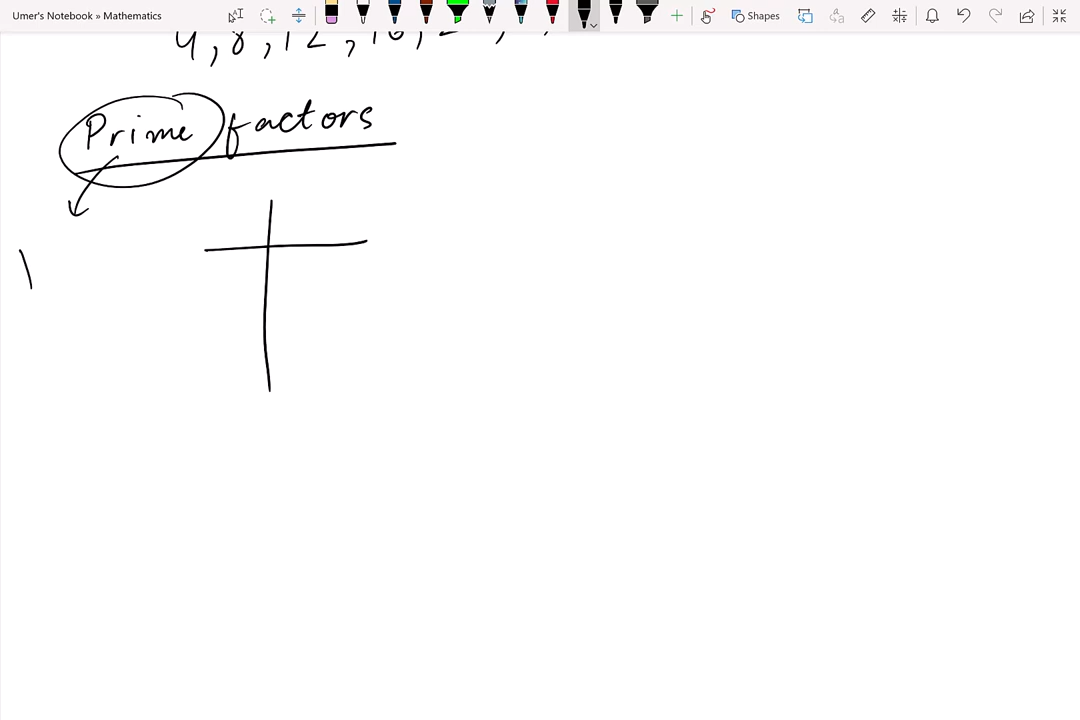 Umer's Notebook » Mathematics
Shapes
4, 8, 12, 16,
Prime factors